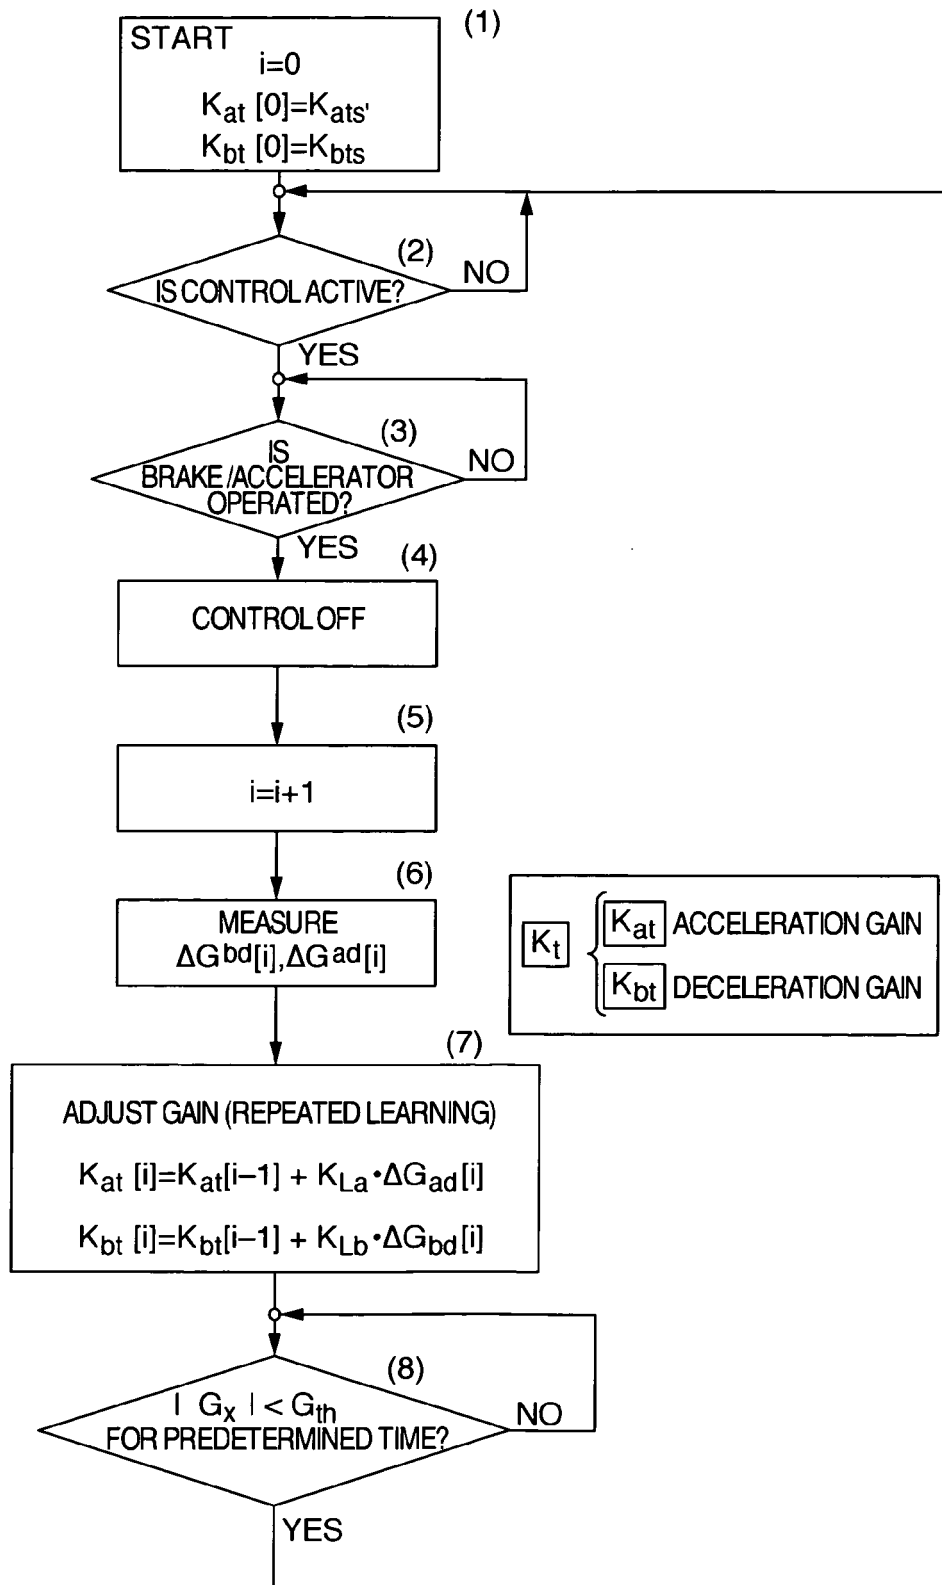 (1)
START
i=0
Kat [0]=Kats'
Kbt [0]=Kbts
(2)
IS CONTROL ACTIVE?
NO
YES
(3)
IS
BRAKE/ACCELERATOR
OPERATED?
NO
YES
(4)
CONTROL OFF
(5)
i=i+1
(6)
MEASURE
ΔGbd[i],ΔGad[i]
Kt
Kat ACCELERATION GAIN
Kbt DECELERATION GAIN
(7)
ADJUST GAIN (REPEATED LEARNING)
Kat [i]=Kat[i−1] + KLa•ΔGad[i]
Kbt [i]=Kbt[i−1] + KLb•ΔGbd[i]
(8)
| Gx | < Gth
FOR PREDETERMINED TIME?
NO
YES